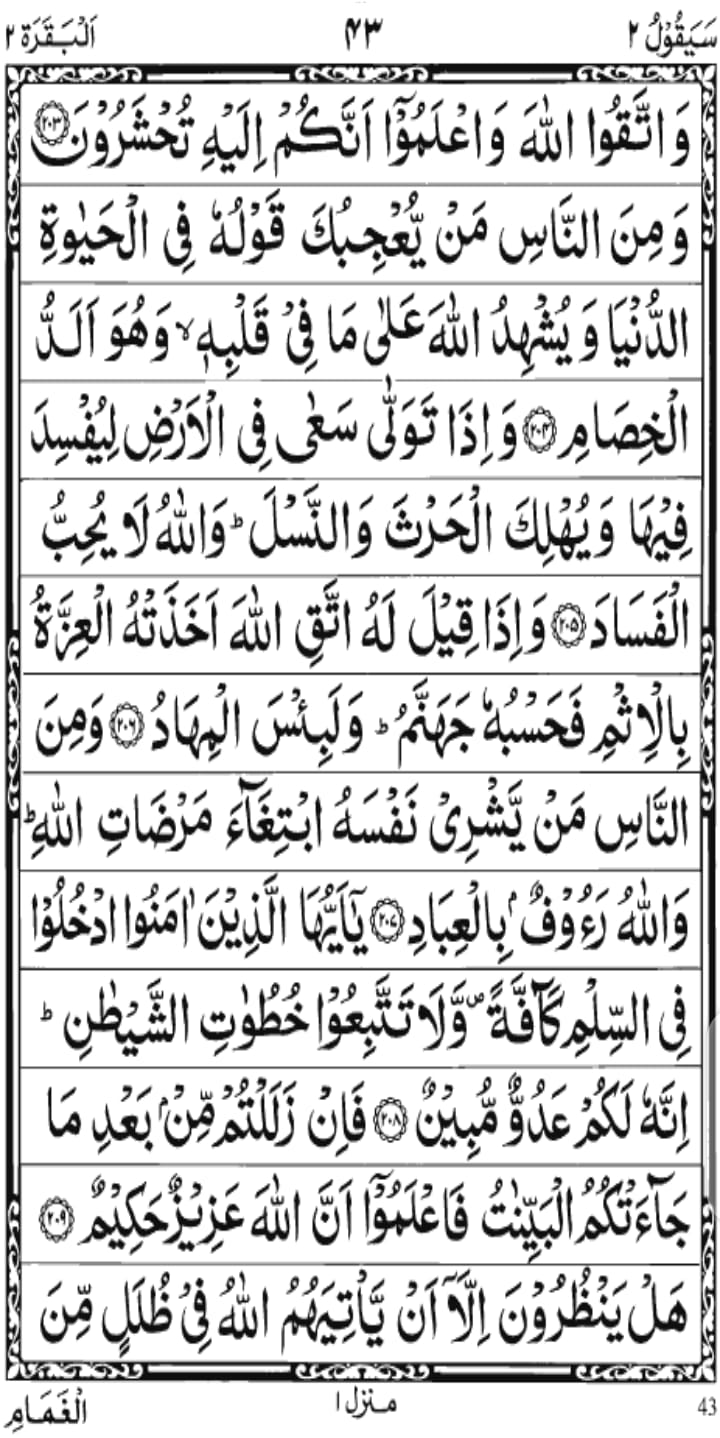 سَيَقُوْلُ ٢ ٤٣ اَلْبَقَرَة ٢
وَ اتَّقُوا اللّٰهَ وَ اعْلَمُوْۤا اَنَّكُمْ اِلَيْهِ تُحْشَرُوْنَ ﴿٢٠٣﴾
وَ مِنَ النَّاسِ مَنْ يُّعْجِبُكَ قَوْلُهٗ فِي الْحَيٰوةِ
الدُّنْيَا وَ يُشْهِدُ اللّٰهَ عَلٰى مَا فِيْ قَلْبِهٖ ۙ وَ هُوَ اَلَدُّ
الْخِصَامِ ﴿٢٠٤﴾ وَ اِذَا تَوَلّٰى سَعٰى فِي الْاَرْضِ لِيُفْسِدَ
فِيْهَا وَ يُهْلِكَ الْحَرْثَ وَ النَّسْلَ ؕ وَ اللّٰهُ لَا يُحِبُّ
الْفَسَادَ ﴿٢٠٥﴾ وَ اِذَا قِيْلَ لَهُ اتَّقِ اللّٰهَ اَخَذَتْهُ الْعِزَّةُ
بِالْاِثْمِ فَحَسْبُهٗ جَهَنَّمُ ؕ وَ لَبِئْسَ الْمِهَادُ ﴿٢٠٦﴾ وَ مِنَ
النَّاسِ مَنْ يَّشْرِيْ نَفْسَهُ ابْتِغَآءَ مَرْضَاتِ اللّٰهِ ؕ
وَ اللّٰهُ رَءُوْفٌۢ بِالْعِبَادِ ﴿٢٠٧﴾ يٰۤاَيُّهَا الَّذِيْنَ اٰمَنُوا ادْخُلُوْا
فِي السِّلْمِ كَآفَّةً ۪ وَّ لَا تَتَّبِعُوْا خُطُوٰتِ الشَّيْطٰنِ ؕ
اِنَّهٗ لَكُمْ عَدُوٌّ مُّبِيْنٌ ﴿٢٠٨﴾ فَاِنْ زَلَلْتُمْ مِّنْۢ بَعْدِ مَا
جَآءَتْكُمُ الْبَيِّنٰتُ فَاعْلَمُوْۤا اَنَّ اللّٰهَ عَزِيْزٌ حَكِيْمٌ ﴿٢٠٩﴾
هَلْ يَنْظُرُوْنَ اِلَّاۤ اَنْ يَّاْتِيَهُمُ اللّٰهُ فِيْ ظُلَلٍ مِّنَ
43 منزل ١ الْغَمَامِ